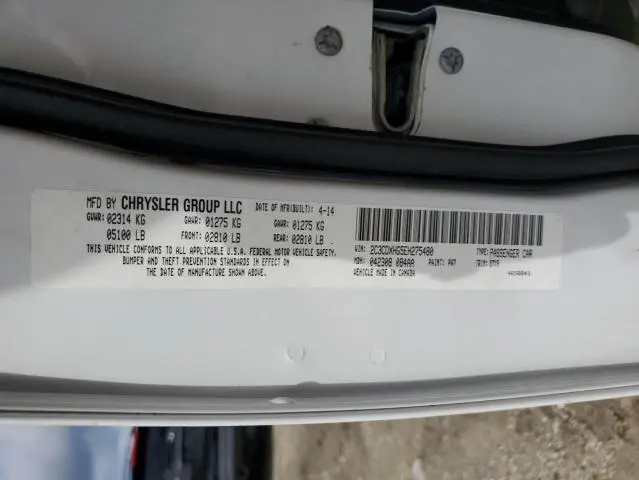 MFD BY CHRYSLER GROUP LLC DATE OF MFR(BUILT): 4-14
GVWR: 02314 KG GAWR: 01275 KG GAWR: 01275 KG
05100 LB FRONT: 02810 LB REAR: 02810 LB
THIS VEHICLE CONFORMS TO ALL APPLICABLE U.S.A. FEDERAL MOTOR VEHICLE SAFETY,
BUMPER AND THEFT PREVENTION STANDARDS IN EFFECT ON
THE DATE OF MANUFACTURE SHOWN ABOVE.
VIN: 2C3CDXHG5EH275480 TYPE: PASSENGER CAR
MDH: 042308 084AA PAINT: PW7 TRIM:
VEHICLE MADE IN CANADA